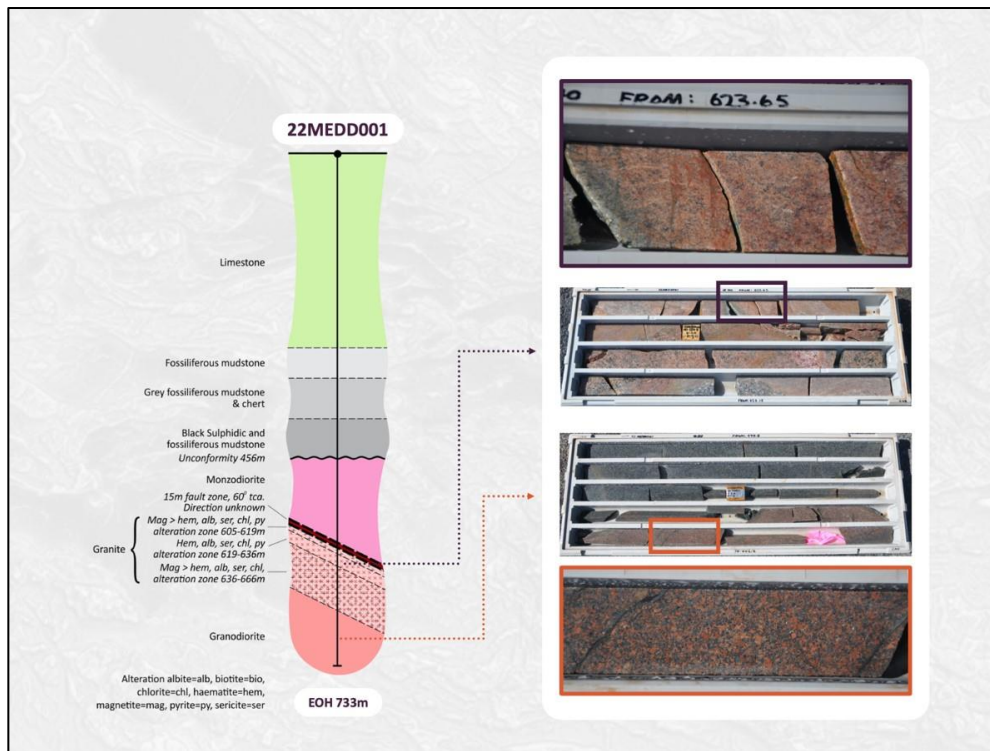 22MEDD001
Limestone
Fossiliferous mudstone
Grey fossiliferous mudstone
& chert
Black Sulphidic and
fossiliferous mudstone
Unconformity 456m
Monzodiorite
15m fault zone, 60° tca.
Direction unknown
Granite
Mag > hem, alb, ser, chl, py
alteration zone 605-619m
Hem, alb, ser, chl, py
alteration zone 619-636m
Mag > hem, alb, ser, chl,
alteration zone 636-666m
Granodiorite
Alteration albite=alb, biotite=bio,
chlorite=chl, haematite=hem,
magnetite=mag, pyrite=py, sericite=ser
EOH 733m
FROM: 623.65